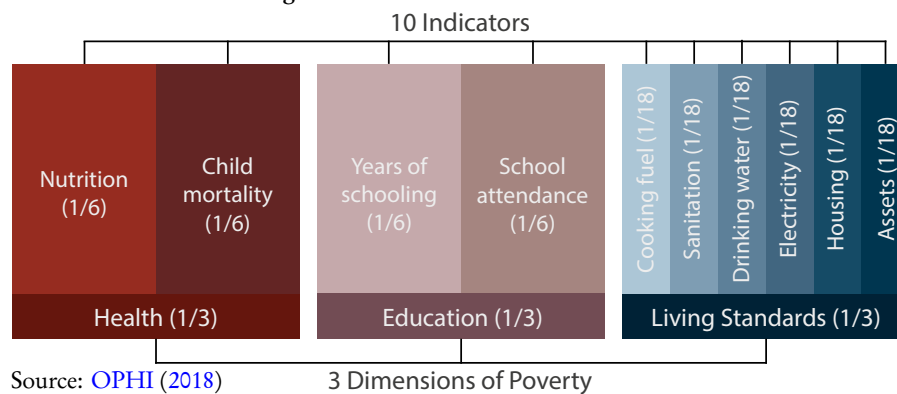 10 Indicators
Nutrition
(1/6)
Child
mortality
(1/6)
Years of
schooling
(1/6)
School
attendance
(1/6)
Cooking fuel (1/18)
Sanitation (1/18)
Drinking water (1/18)
Electricity (1/18)
Housing (1/18)
Assets (1/18)
Health (1/3)
Education (1/3)
Living Standards (1/3)
3 Dimensions of Poverty
Source: OPHI (2018)